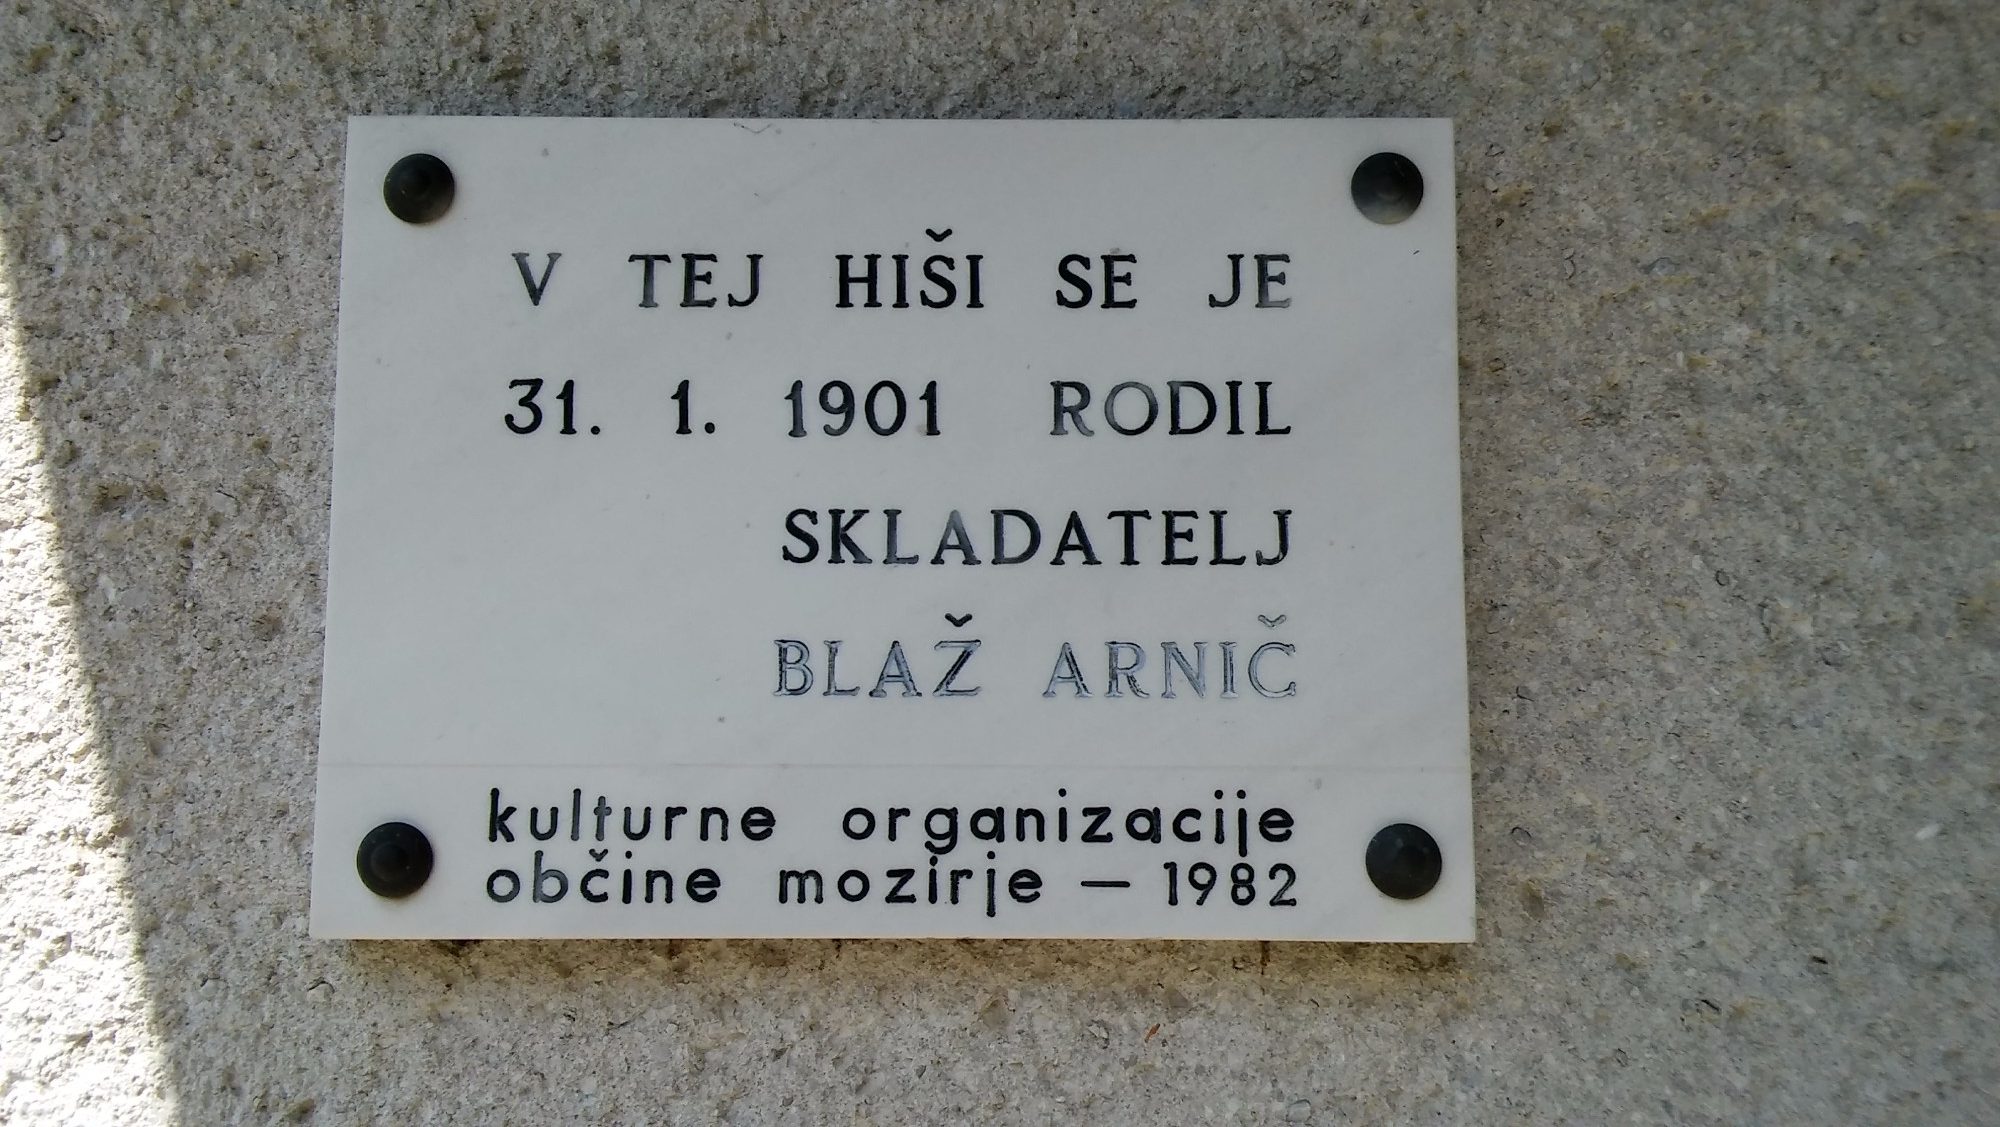 V TEJ HIŠI SE JE
31. 1. 1901 RODIL
SKLADATELJ
BLAŽ ARNIČ
kulturne organizacije
občine mozirje — 1982